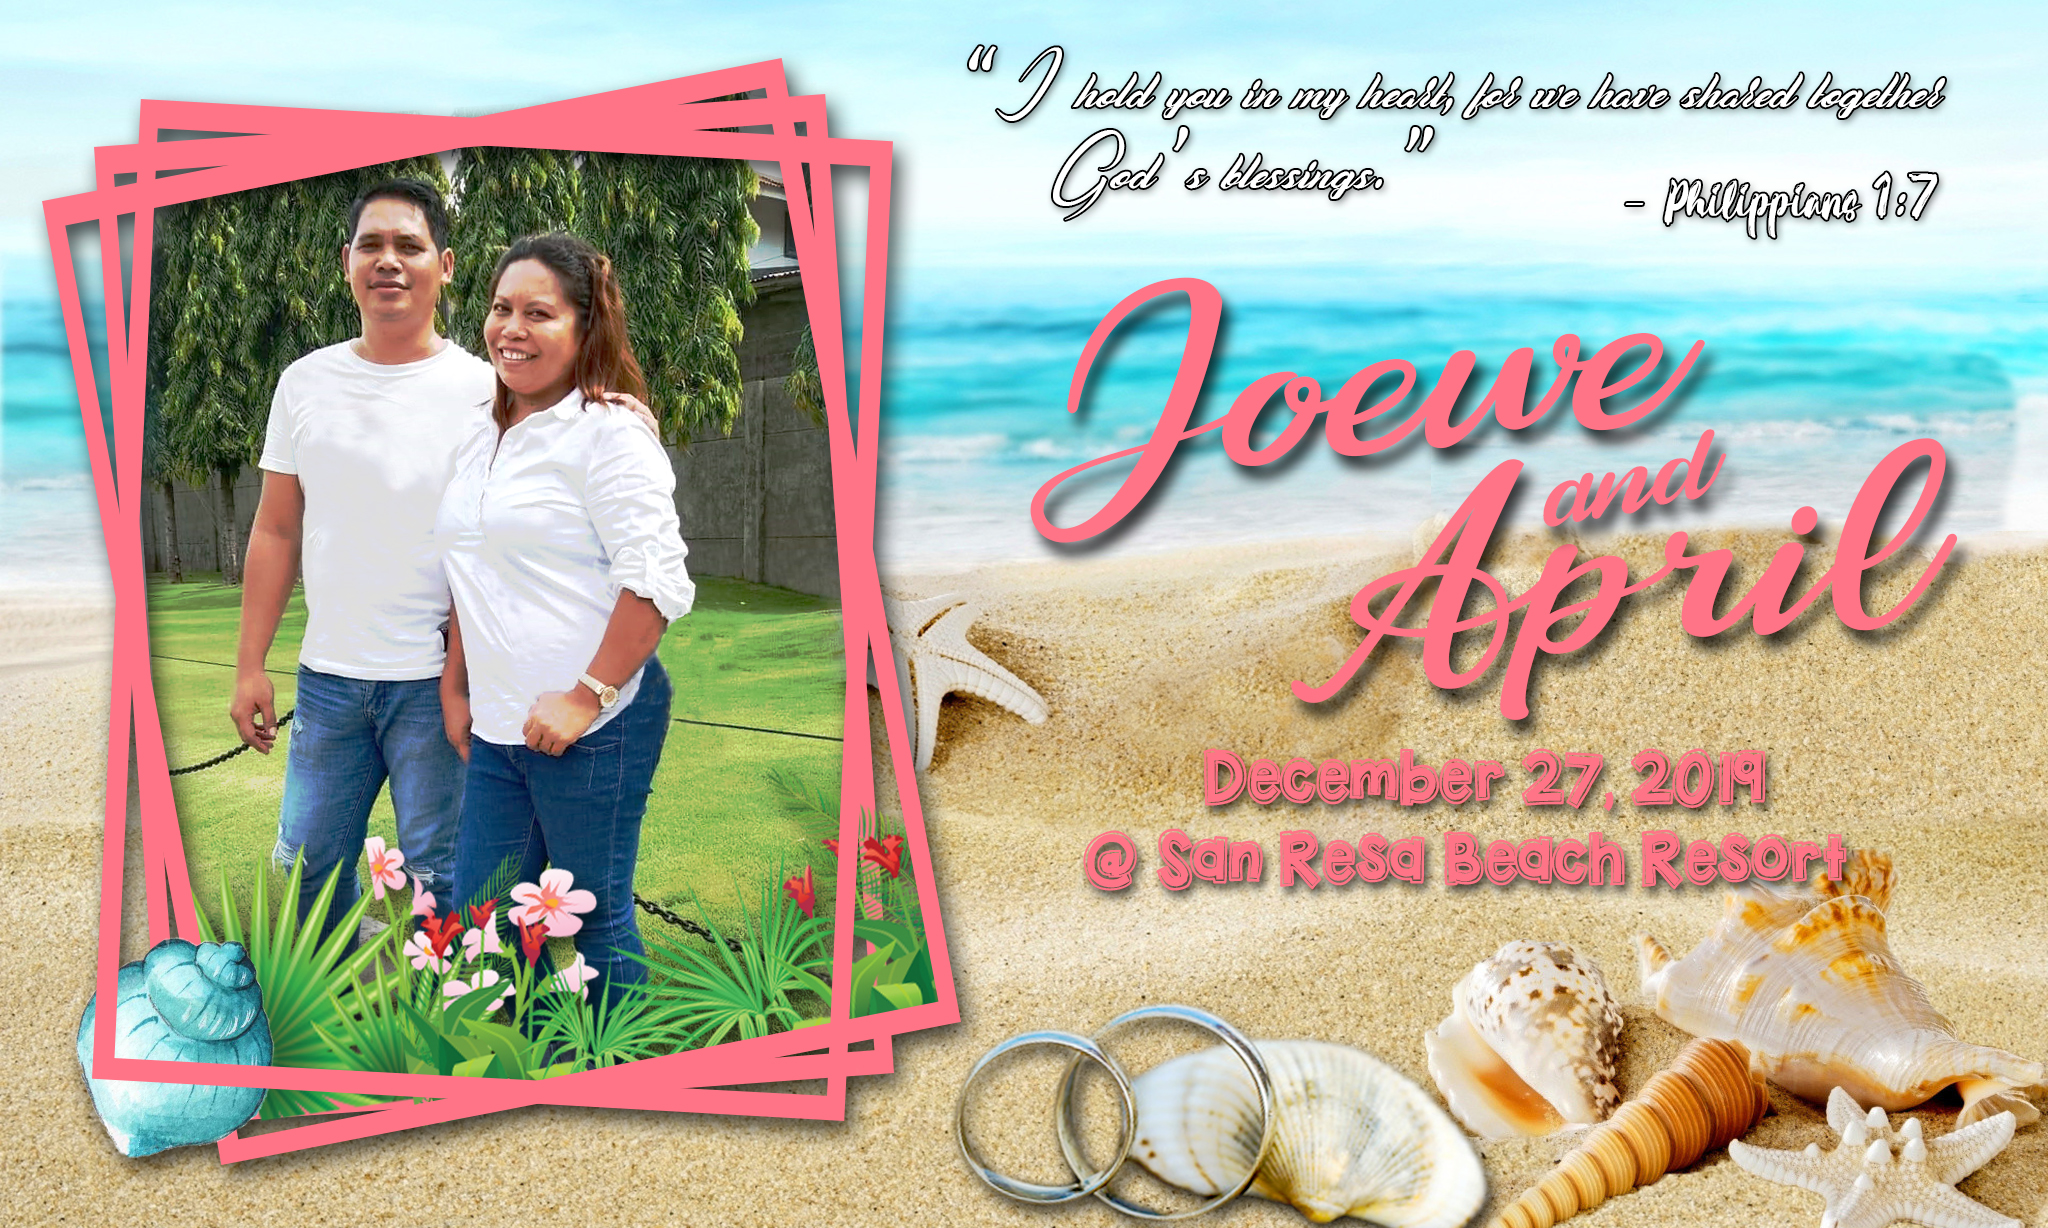 “I hold you in my heart, for we have shared together
God's blessings.”
- Philippians 1:7
Joewe
and
April
December 27, 2019
@ San Resa Beach Resort